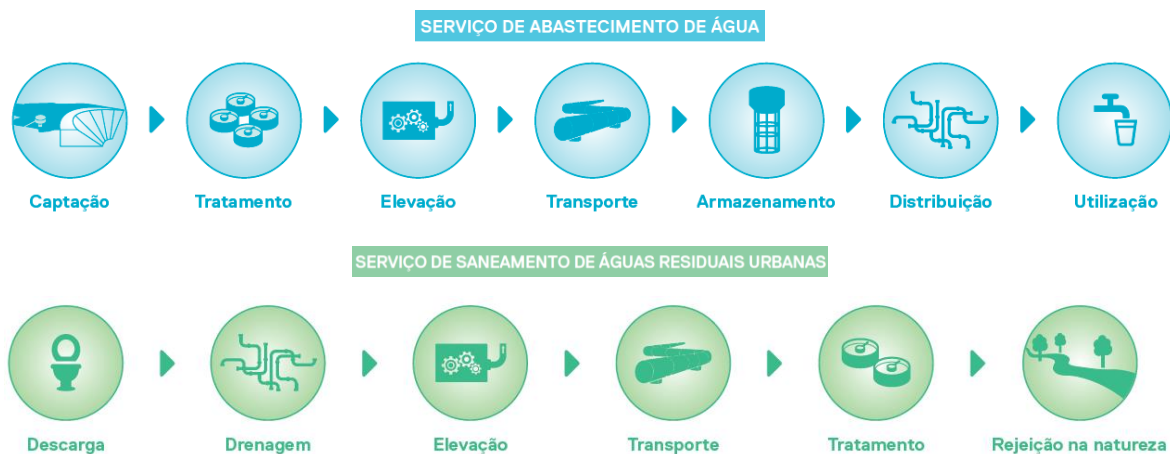 SERVIÇO DE ABASTECIMENTO DE ÁGUA
Captação Tratamento Elevação Transporte Armazenamento Distribuição Utilização
SERVIÇO DE SANEAMENTO DE ÁGUAS RESIDUAIS URBANAS
Descarga Drenagem Elevação Transporte Tratamento Rejeição na natureza